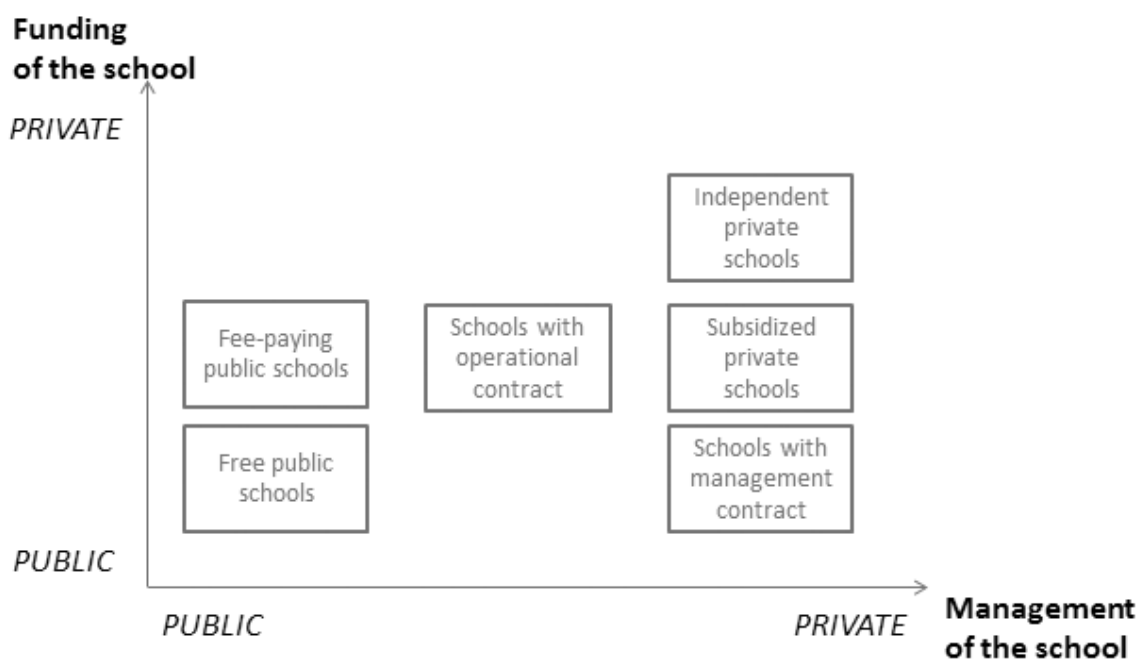 Funding
of the school
PRIVATE
Independent
private
schools
Fee-paying
public schools
Schools with
operational
contract
Subsidized
private
schools
Free public
schools
Schools with
management
contract
PUBLIC
PUBLIC
PRIVATE
Management
of the school